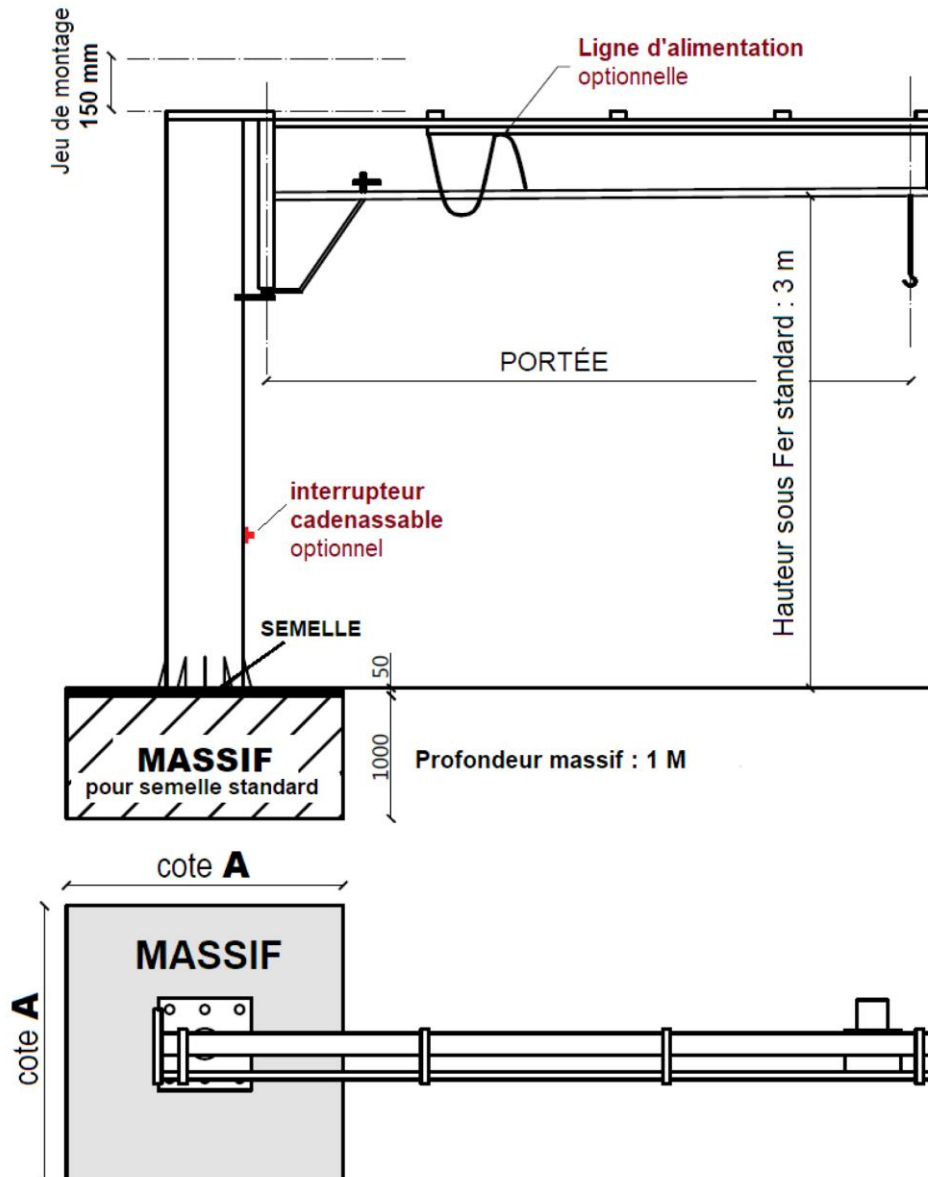 Jeu de montage
150 mm
Ligne d'alimentation
optionnelle
PORTÉE
Hauteur sous Fer standard : 3 m
interrupteur
cadenassable
optionnel
SEMELLE
50
1000
MASSIF
pour semelle standard
Profondeur massif : 1 M
cote A
MASSIF
cote A